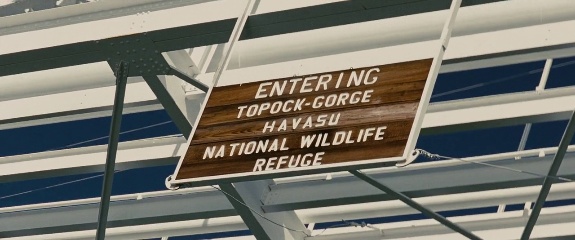 ENTERING
TOPOCK-GORGE
HAVASU
NATIONAL WILDLIFE
REFUGE